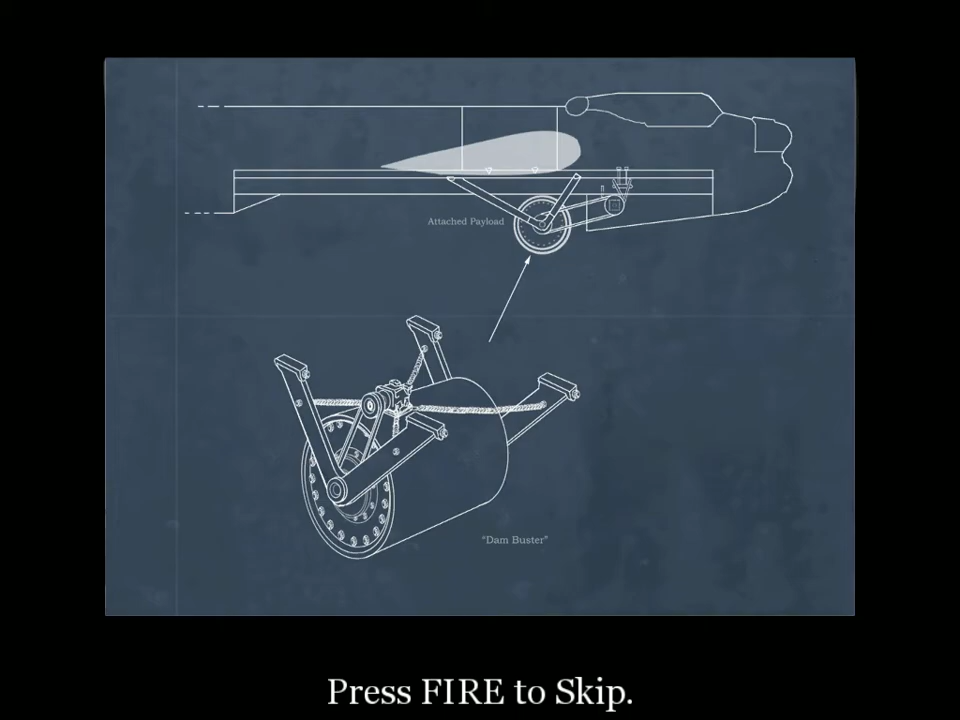 Attached Payload
“Dam Buster”
Press FIRE to Skip.